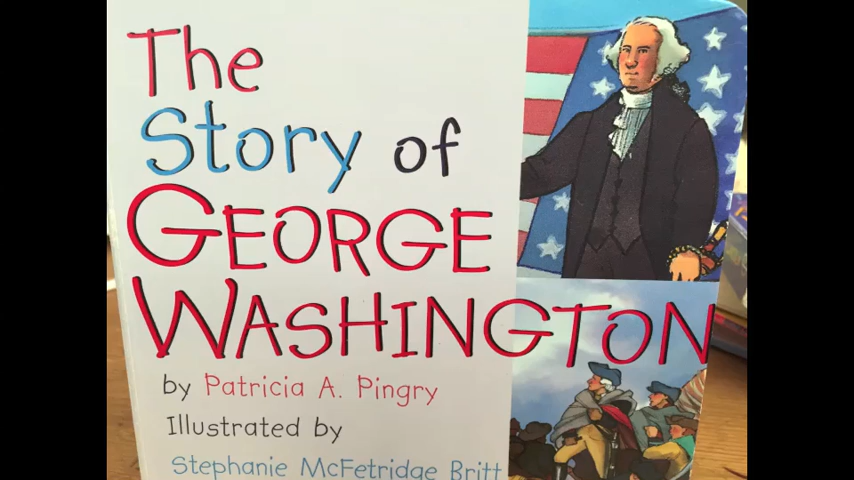 The
Story of
GEORGE
WASHINGTON
by Patricia A. Pingry
Illustrated by
Stephanie McFetridge Britt